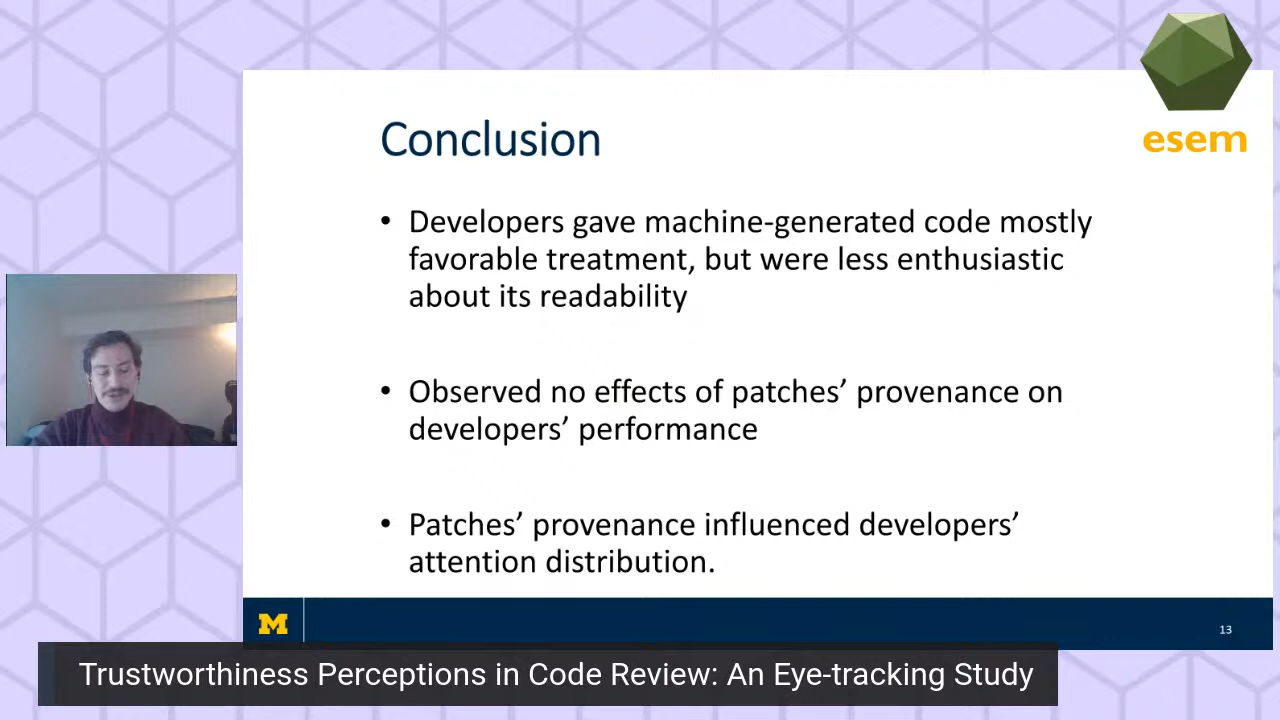 esem
Conclusion
• Developers gave machine-generated code mostly
favorable treatment, but were less enthusiastic
about its readability
• Observed no effects of patches’ provenance on
developers’ performance
• Patches’ provenance influenced developers’
attention distribution.
M
13
Trustworthiness Perceptions in Code Review: An Eye-tracking Study